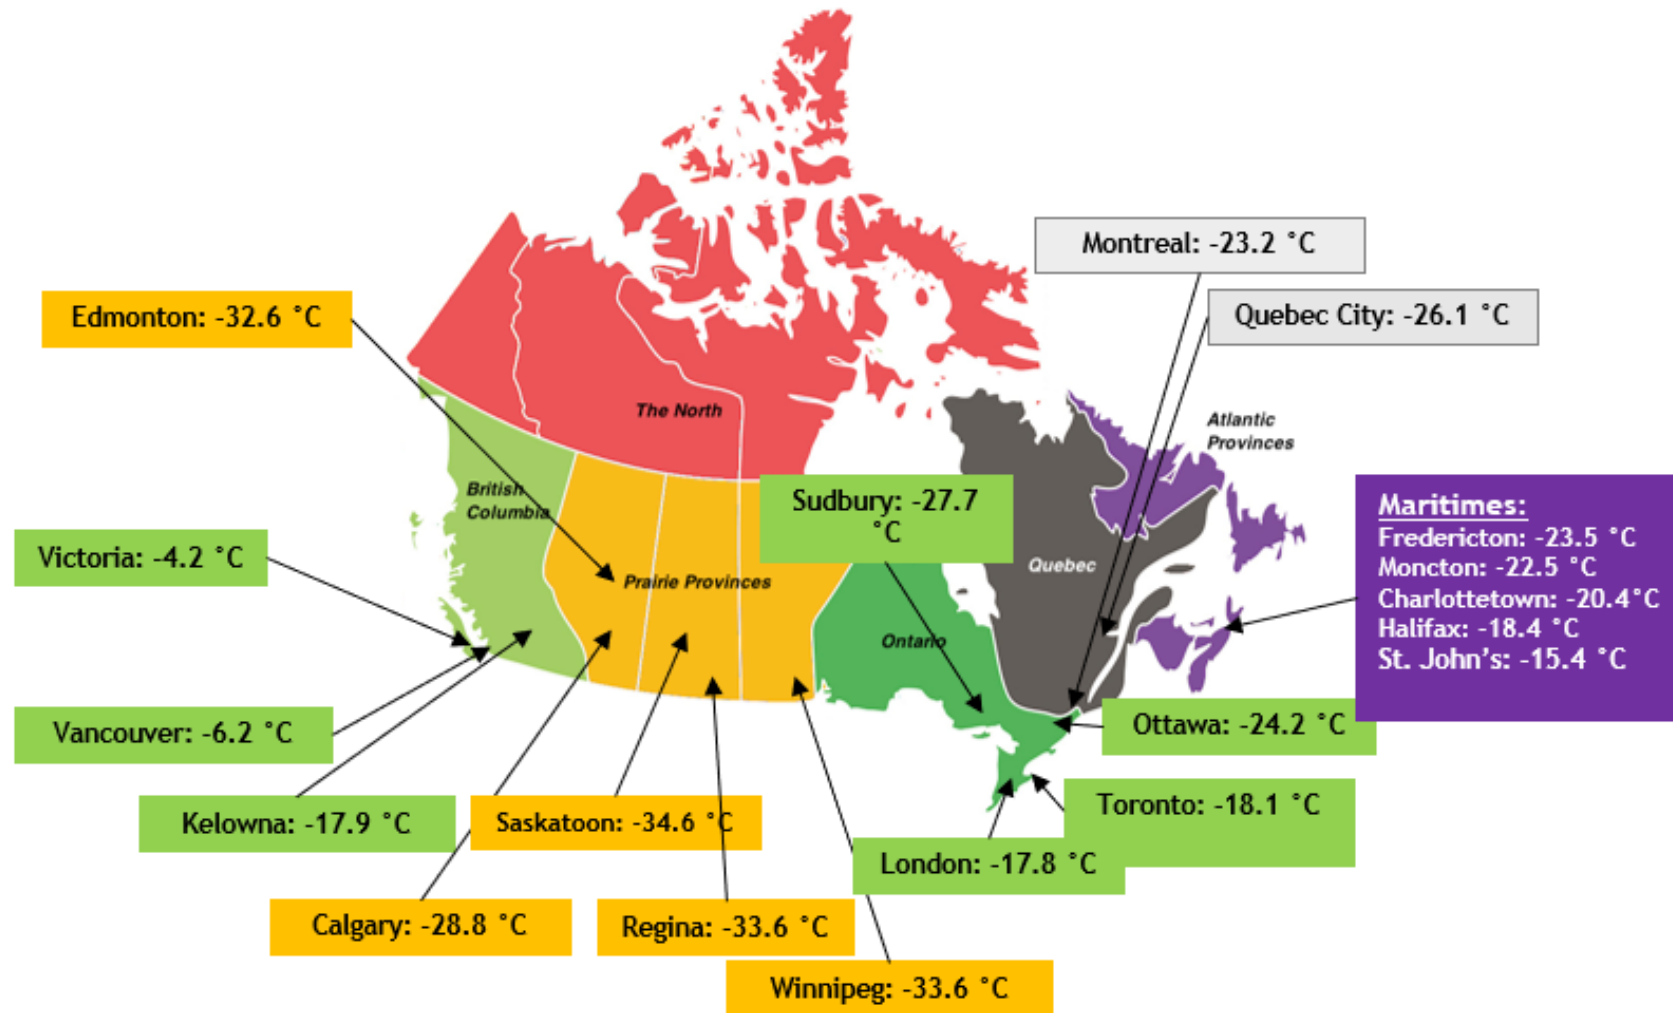 Montreal: -23.2 °C
Quebec City: -26.1 °C
Edmonton: -32.6 °C
The North
Atlantic
Provinces
British
Columbia
Sudbury: -27.7
°C
Maritimes:
Fredericton: -23.5 °C
Moncton: -22.5 °C
Charlottetown: -20.4°C
Halifax: -18.4 °C
St. John's: -15.4 °C
Victoria: -4.2 °C
Prairie Provinces
Quebec
Ontario
Vancouver: -6.2 °C
Ottawa: -24.2 °C
Kelowna: -17.9 °C
Saskatoon: -34.6 °C
Toronto: -18.1 °C
London: -17.8 °C
Calgary: -28.8 °C
Regina: -33.6 °C
Winnipeg: -33.6 °C